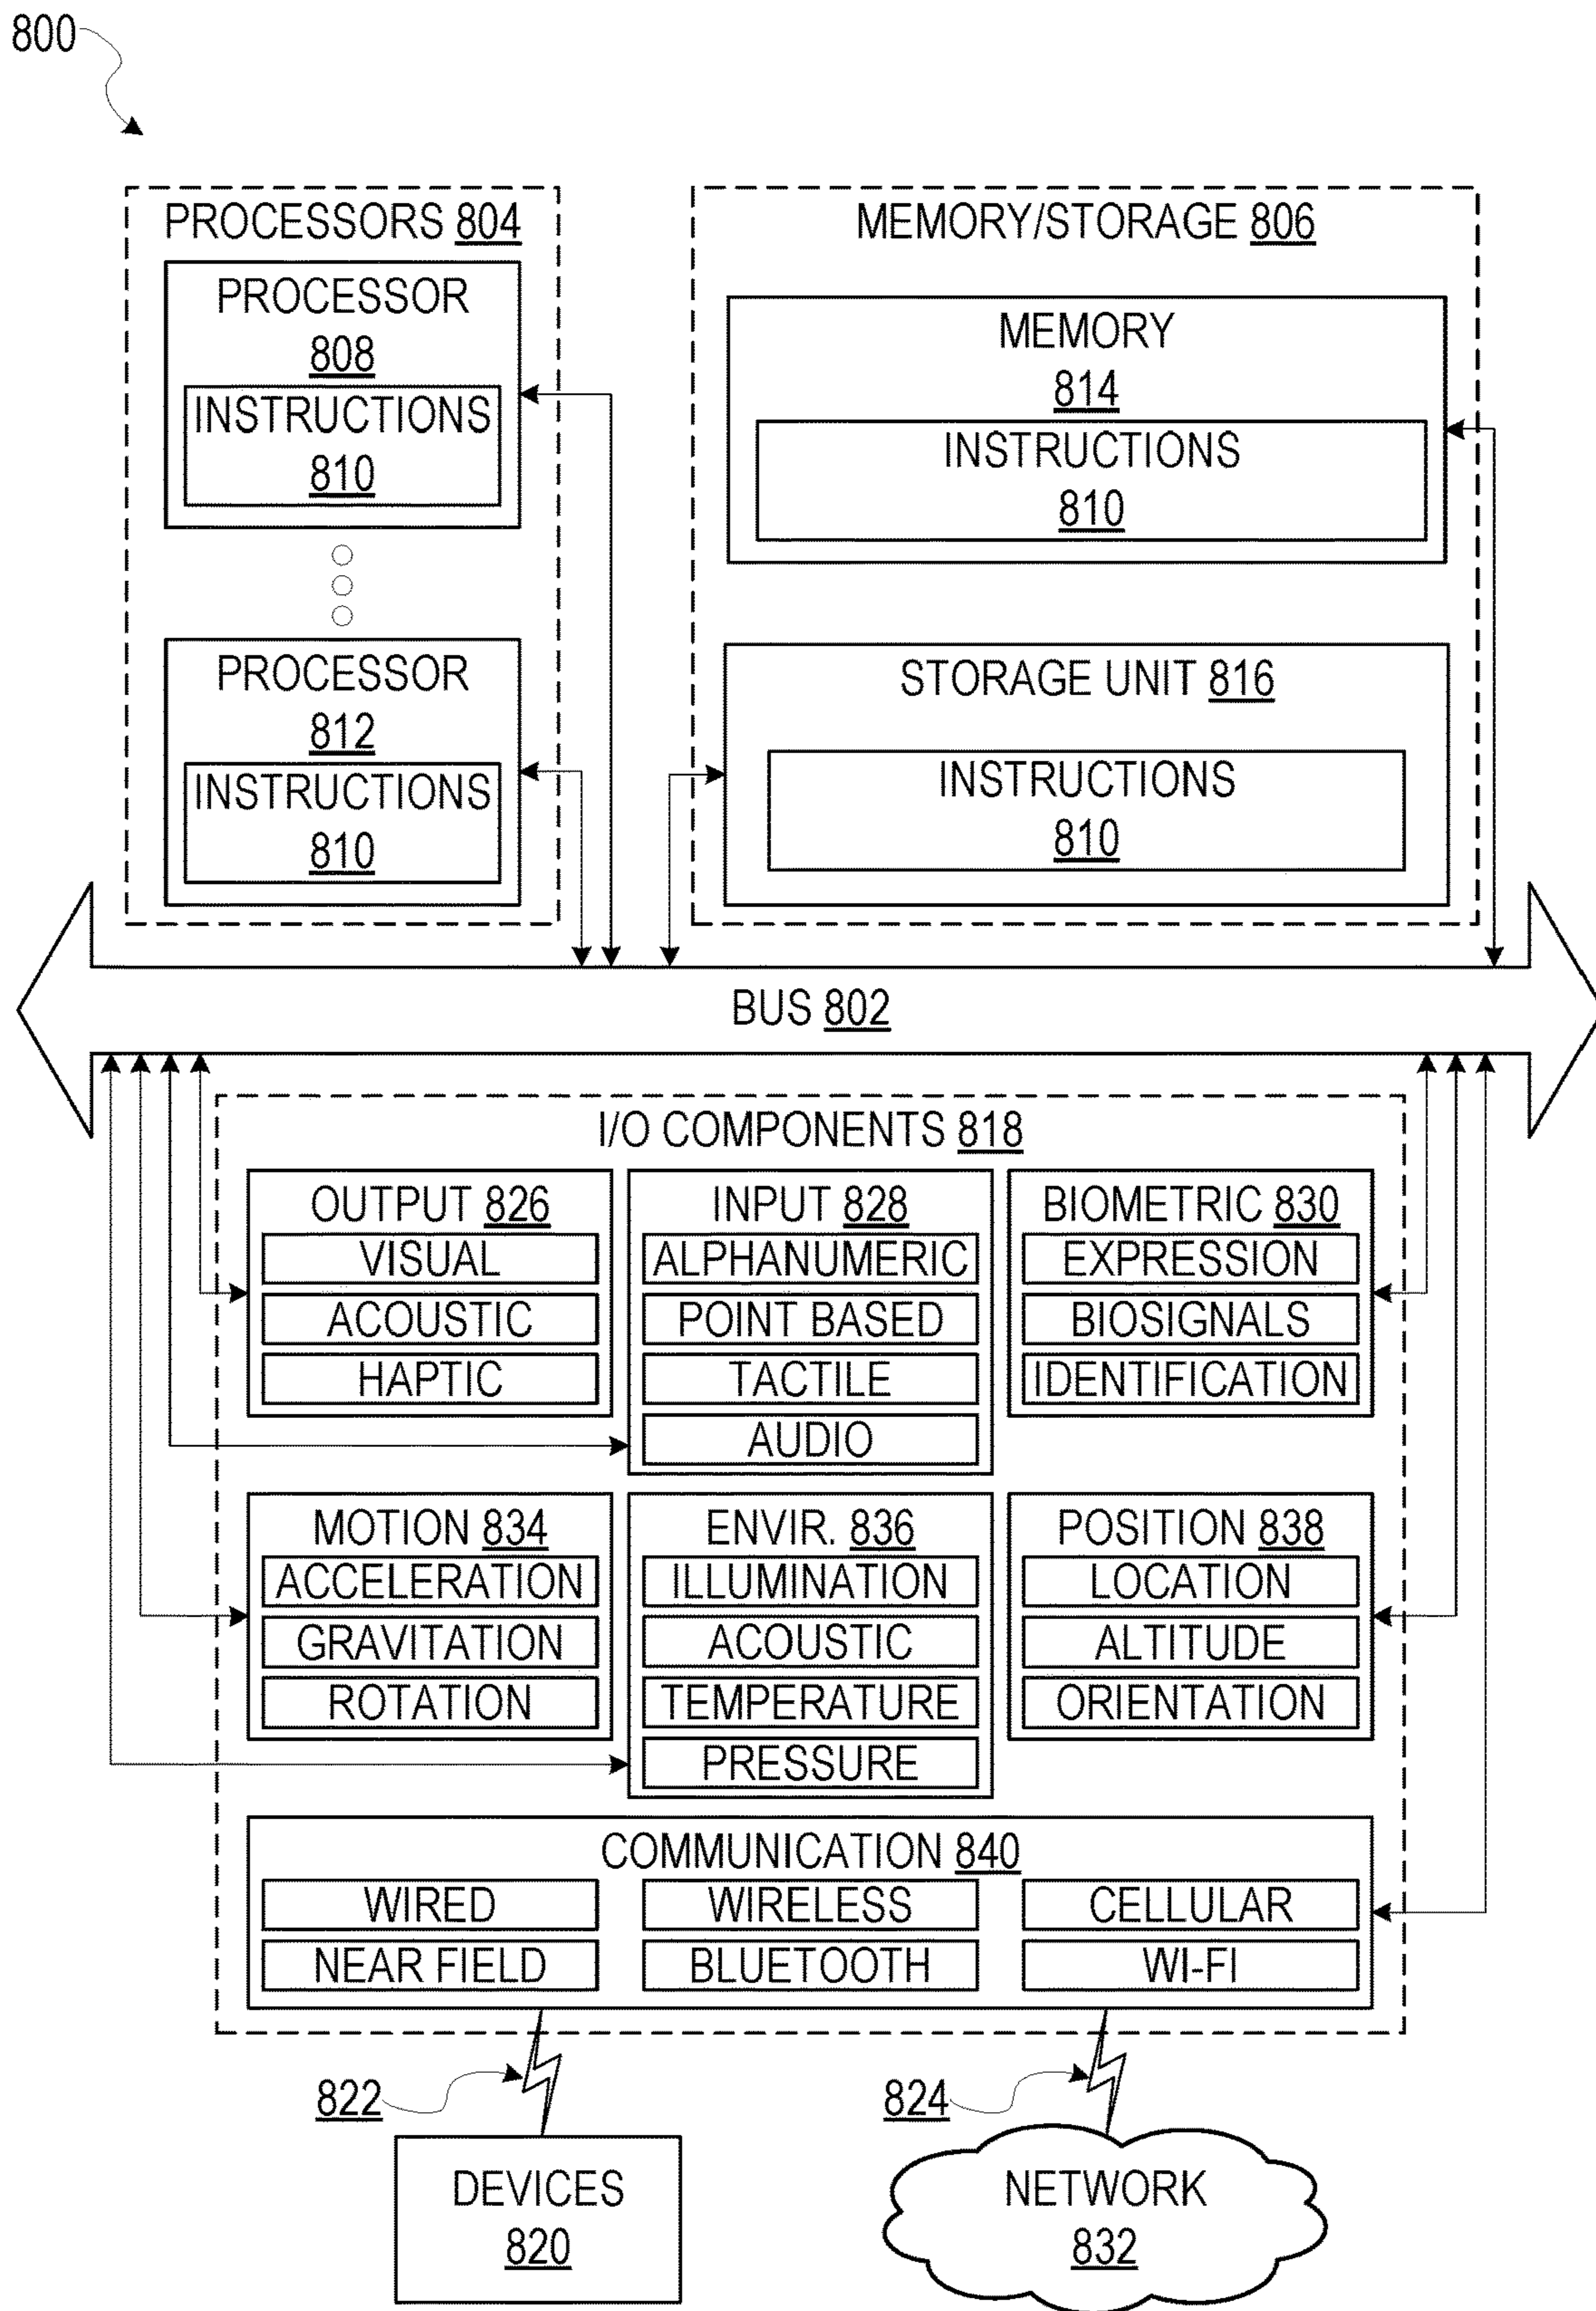 800
PROCESSORS 804
PROCESSOR
808
INSTRUCTIONS
810
PROCESSOR
812
INSTRUCTIONS
810
MEMORY/STORAGE 806
MEMORY
814
INSTRUCTIONS
810
STORAGE UNIT 816
INSTRUCTIONS
810
BUS 802
I/O COMPONENTS 818
OUTPUT 826
VISUAL
ACOUSTIC
HAPTIC
INPUT 828
ALPHANUMERIC
POINT BASED
TACTILE
AUDIO
BIOMETRIC 830
EXPRESSION
BIOSIGNALS
IDENTIFICATION
MOTION 834
ACCELERATION
GRAVITATION
ROTATION
ENVIR. 836
ILLUMINATION
ACOUSTIC
TEMPERATURE
PRESSURE
POSITION 838
LOCATION
ALTITUDE
ORIENTATION
COMMUNICATION 840
WIRED
WIRELESS
CELLULAR
NEAR FIELD
BLUETOOTH
WI-FI
822
824
DEVICES
820
NETWORK
832